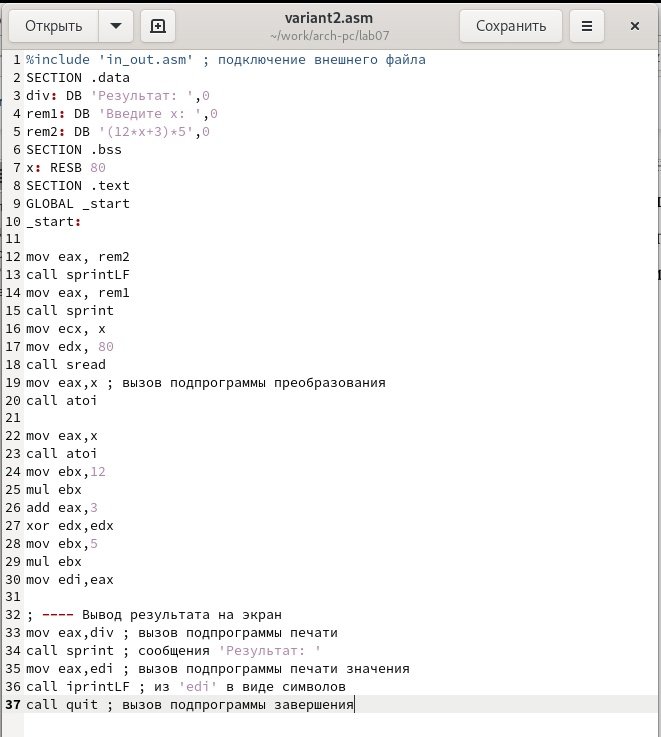 Открыть
variant2.asm
~/work/arch-pc/lab07
Сохранить
1 %include 'in_out.asm' ; подключение внешнего файла
2 SECTION .data
3 div: DB 'Результат: ',0
4 rem1: DB 'Введите x: ',0
5 rem2: DB '(12*x+3)*5',0
6 SECTION .bss
7 x: RESB 80
8 SECTION .text
9 GLOBAL _start
10 _start:
11
12 mov eax, rem2
13 call sprintLF
14 mov eax, rem1
15 call sprint
16 mov ecx, x
17 mov edx, 80
18 call sread
19 mov eax,x ; вызов подпрограммы преобразования
20 call atoi
21
22 mov eax,x
23 call atoi
24 mov ebx,12
25 mul ebx
26 add eax,3
27 xor edx,edx
28 mov ebx,5
29 mul ebx
30 mov edi,eax
31
32 ; ---- Вывод результата на экран
33 mov eax,div ; вызов подпрограммы печати
34 call sprint ; сообщения 'Результат: '
35 mov eax,edi ; вызов подпрограммы печати значения
36 call iprintLF ; из 'edi' в виде символов
37 call quit ; вызов подпрограммы завершения